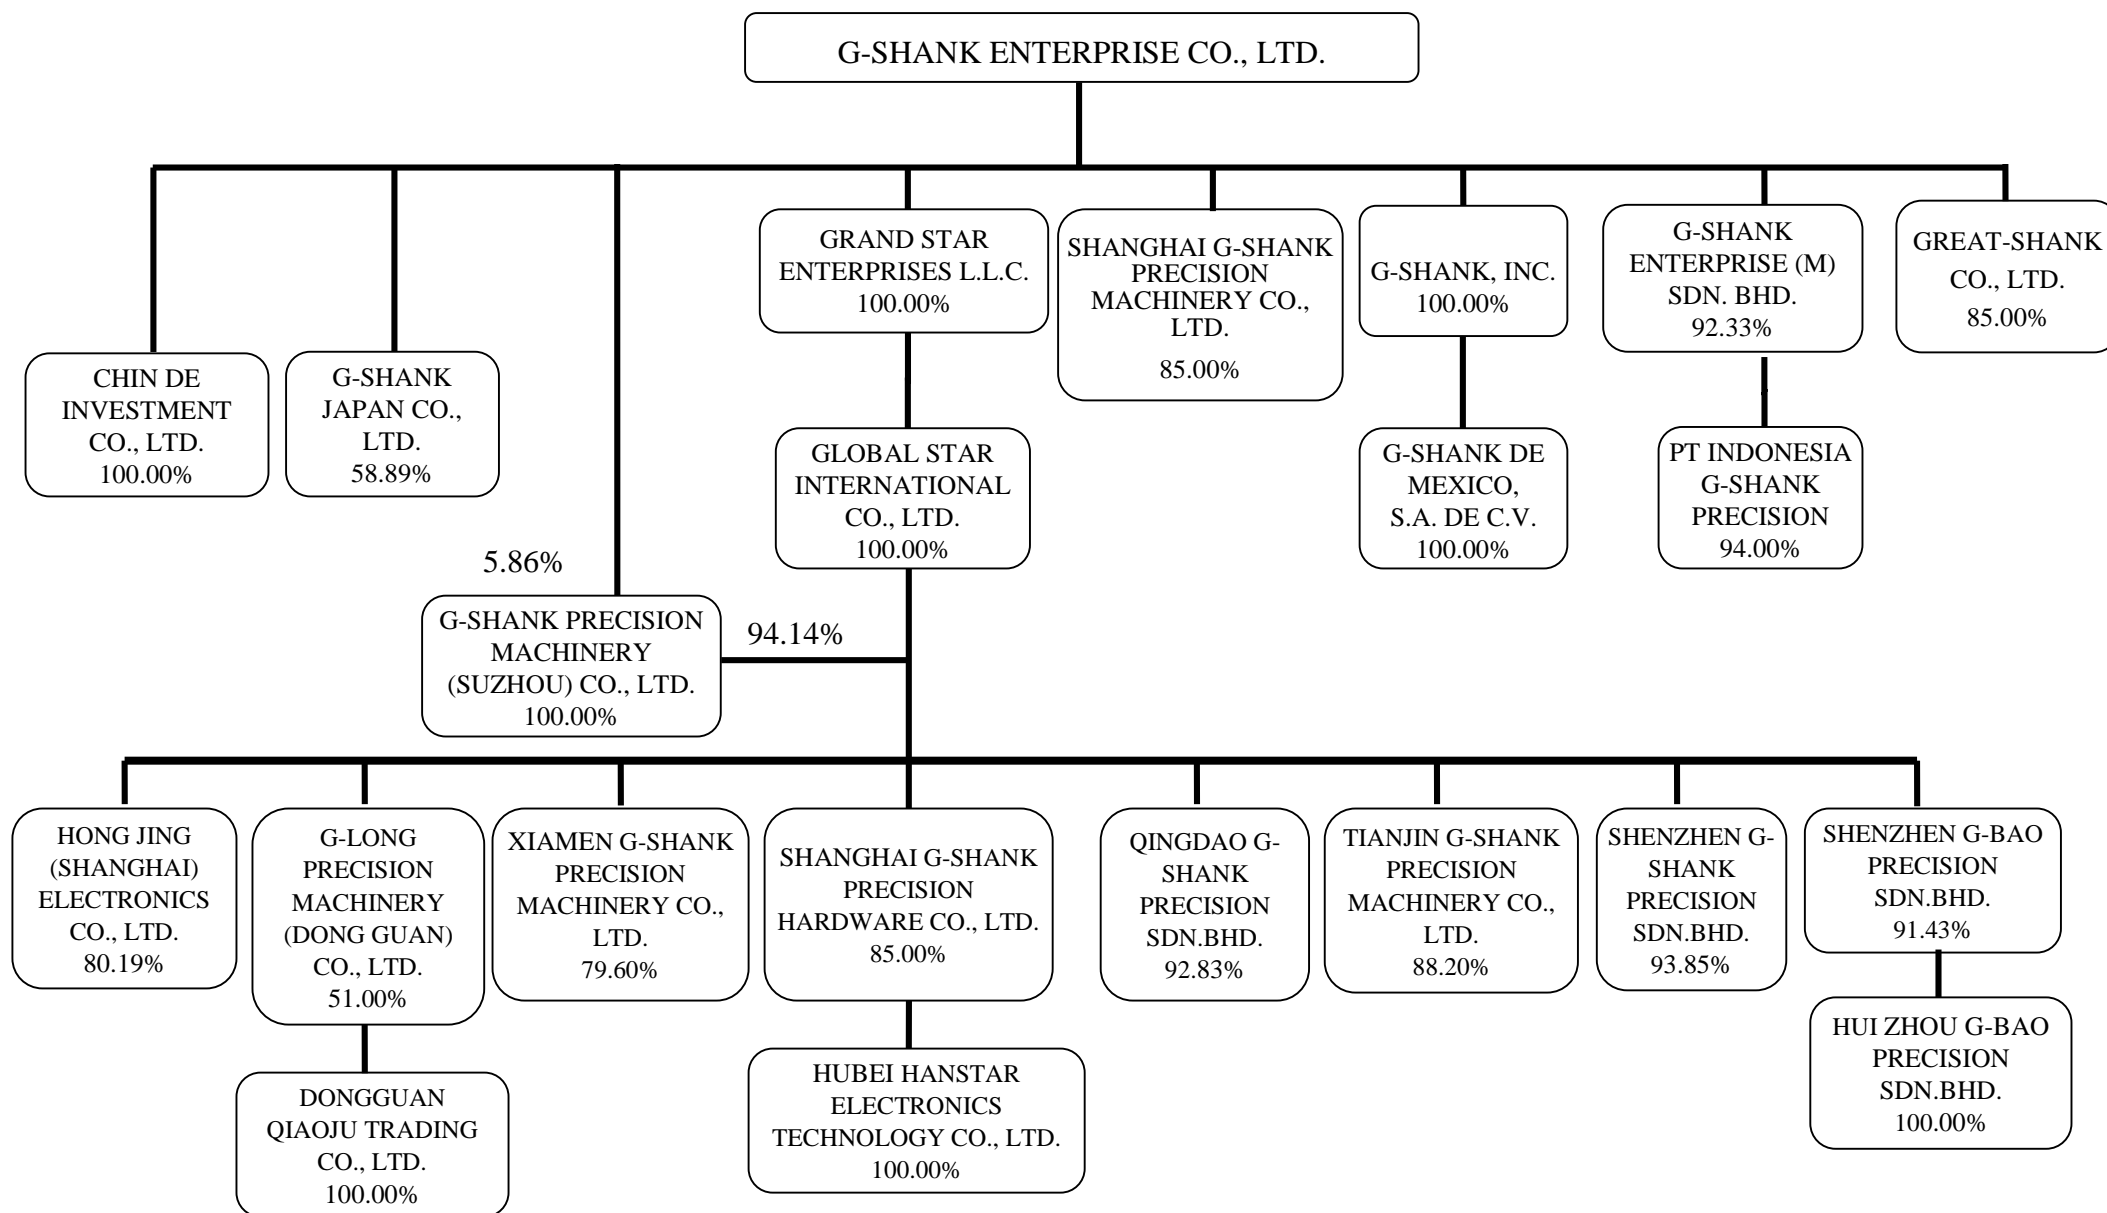 G-SHANK ENTERPRISE CO., LTD.
GRAND STAR
ENTERPRISES L.L.C.
100.00%
SHANGHAI G-SHANK
PRECISION
MACHINERY CO.,
LTD.
85.00%
G-SHANK, INC.
100.00%
G-SHANK
ENTERPRISE (M)
SDN. BHD.
92.33%
GREAT-SHANK
CO., LTD.
85.00%
CHIN DE
INVESTMENT
CO., LTD.
100.00%
G-SHANK
JAPAN CO.,
LTD.
58.89%
GLOBAL STAR
INTERNATIONAL
CO., LTD.
100.00%
G-SHANK DE
MEXICO,
S.A. DE C.V.
100.00%
PT INDONESIA
G-SHANK
PRECISION
94.00%
5.86%
G-SHANK PRECISION
MACHINERY
(SUZHOU) CO., LTD.
100.00%
94.14%
HONG JING
(SHANGHAI)
ELECTRONICS
CO., LTD.
80.19%
G-LONG
PRECISION
MACHINERY
(DONG GUAN)
CO., LTD.
51.00%
XIAMEN G-SHANK
PRECISION
MACHINERY CO.,
LTD.
79.60%
SHANGHAI G-SHANK
PRECISION
HARDWARE CO., LTD.
85.00%
QINGDAO G-
SHANK
PRECISION
SDN.BHD.
92.83%
TIANJIN G-SHANK
PRECISION
MACHINERY CO.,
LTD.
88.20%
SHENZHEN G-
SHANK
PRECISION
SDN.BHD.
93.85%
SHENZHEN G-BAO
PRECISION
SDN.BHD.
91.43%
DONGGUAN
QIAOJU TRADING
CO., LTD.
100.00%
HUBEI HANSTAR
ELECTRONICS
TECHNOLOGY CO., LTD.
100.00%
HUI ZHOU G-BAO
PRECISION
SDN.BHD.
100.00%